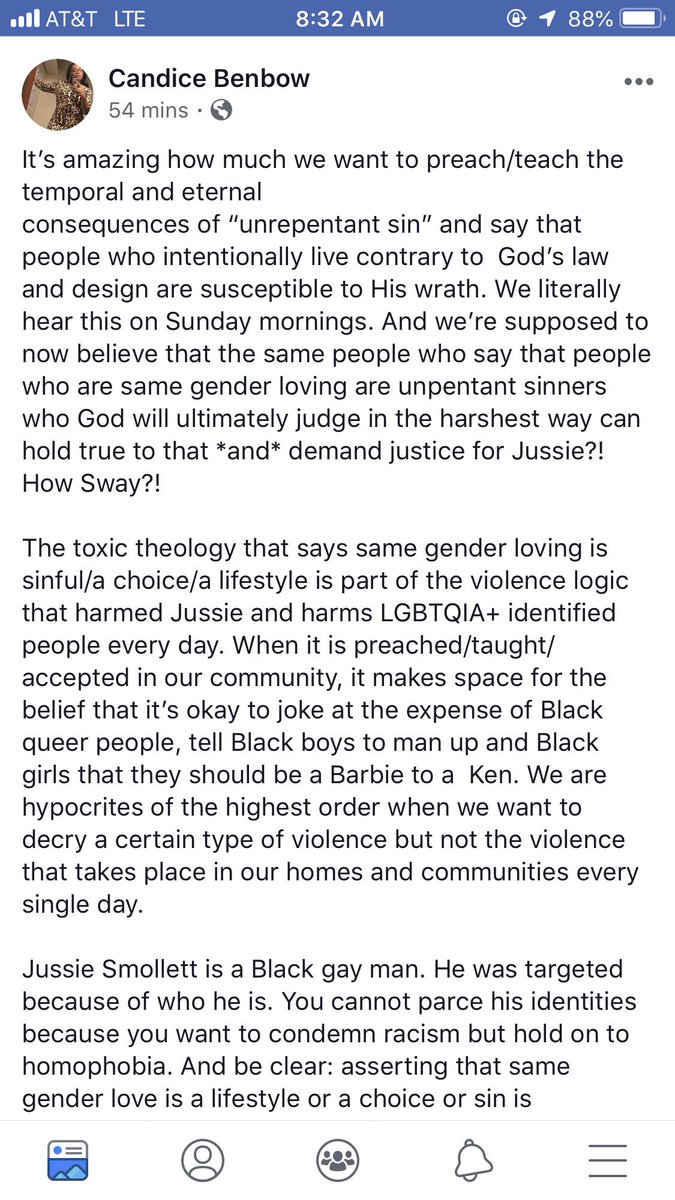 AT&T LTE 8:32 AM 88%
Candice Benbow
54 mins ·
It’s amazing how much we want to preach/teach the
temporal and eternal
consequences of “unrepentant sin” and say that
people who intentionally live contrary to  God’s law
and design are susceptible to His wrath. We literally
hear this on Sunday mornings. And we’re supposed to
now believe that the same people who say that people
who are same gender loving are unpentant sinners
who God will ultimately judge in the harshest way can
hold true to that *and* demand justice for Jussie?!
How Sway?!
The toxic theology that says same gender loving is
sinful/a choice/a lifestyle is part of the violence logic
that harmed Jussie and harms LGBTQIA+ identified
people every day. When it is preached/taught/
accepted in our community, it makes space for the
belief that it’s okay to joke at the expense of Black
queer people, tell Black boys to man up and Black
girls that they should be a Barbie to a  Ken. We are
hypocrites of the highest order when we want to
decry a certain type of violence but not the violence
that takes place in our homes and communities every
single day.
Jussie Smollett is a Black gay man. He was targeted
because of who he is. You cannot parce his identities
because you want to condemn racism but hold on to
homophobia. And be clear: asserting that same
gender love is a lifestyle or a choice or sin is